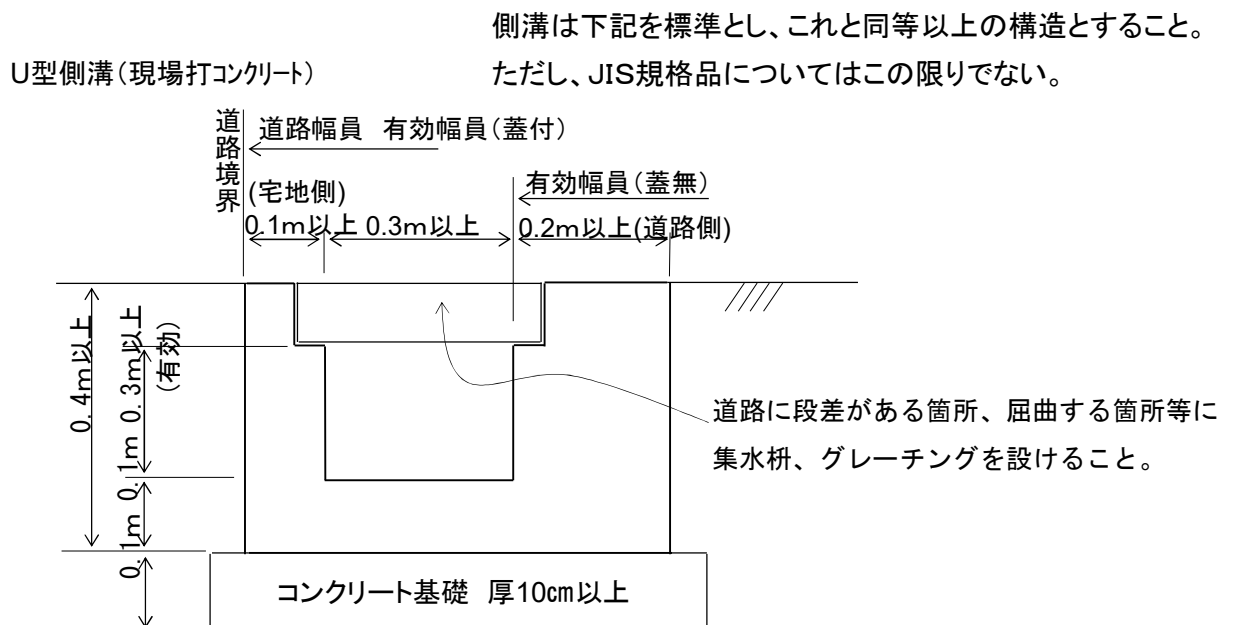 側溝は下記を標準とし、これと同等以上の構造とすること。
U型側溝(現場打コンクリート)
ただし、JIS規格品についてはこの限りでない。
道路境界
道路幅員 有効幅員(蓋付)
(宅地側)
有効幅員(蓋無)
0.1m以上
0.3m以上
0.2m以上(道路側)
0.4m以上
0.3m以上
(有効)
0.1m
0.1m
道路に段差がある箇所、屈曲する箇所等に
集水枡、グレーチングを設けること。
コンクリート基礎 厚10㎝以上